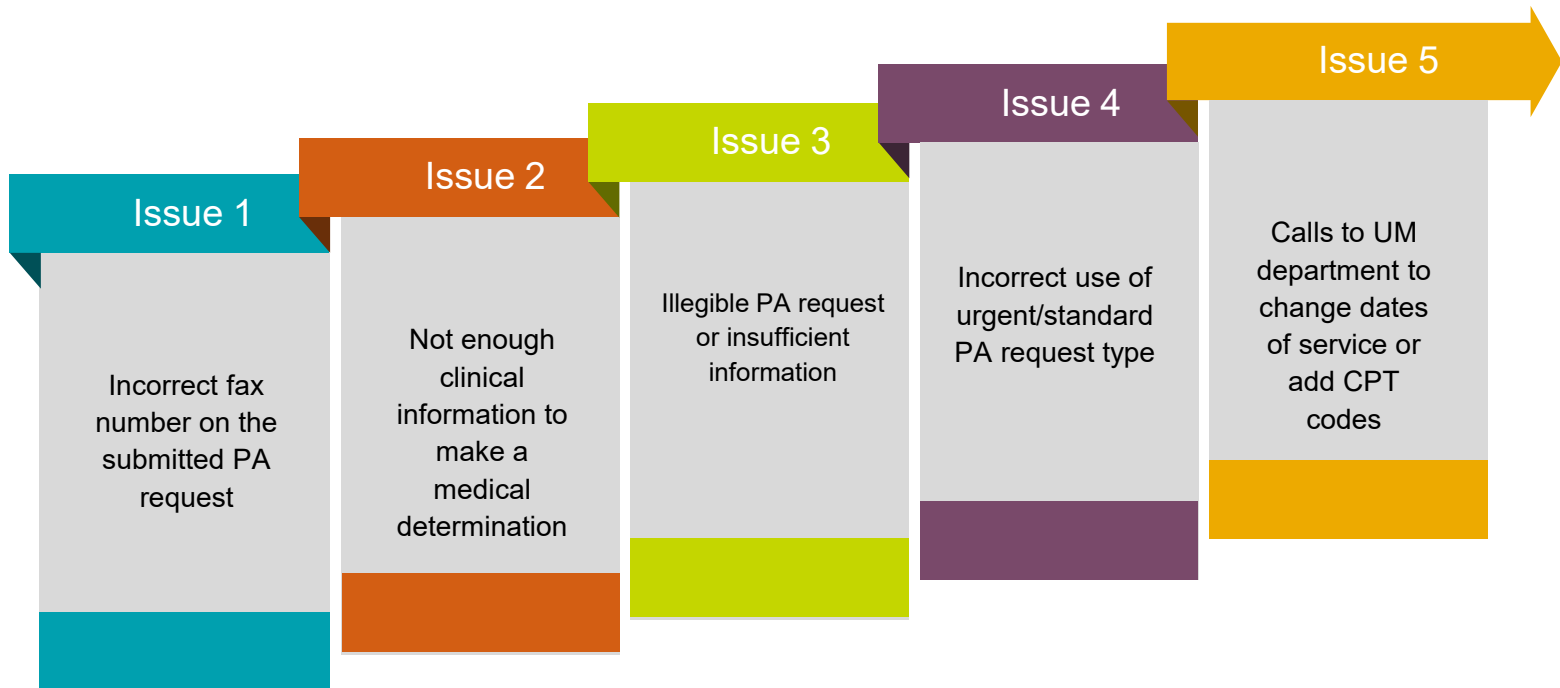 Issue 1
Incorrect fax
number on the
submitted PA
request
Issue 2
Not enough
clinical
information to
make a
medical
determination
Issue 3
Illegible PA request
or insufficient
information
Issue 4
Incorrect use of
urgent/standard
PA request type
Issue 5
Calls to UM
department to
change dates
of service or
add CPT
codes